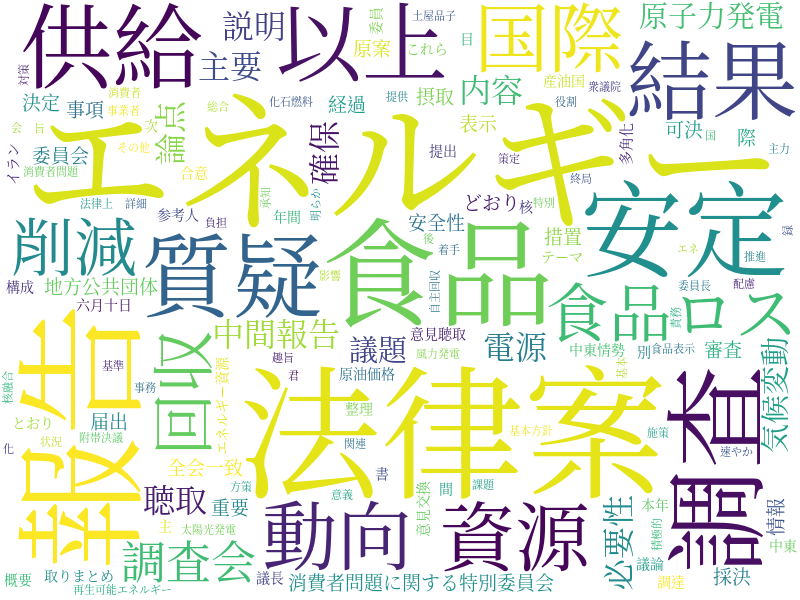 供給
説明
以上
国際
原子力発電
対策
主要
原案
委員
土屋品子
これら
目
産油国
衆議院
結果
決定
事項
消費者
事業者
論点
総合
化石燃料
経過
提供
摂取
内容
役割
多角化
会
旨
エネルギー
次
表示
可決
国
際
イラン
委員会
その他
合意
確保
提出
策定
主力
消費者問題
法律上
詳細
承知
明らか
終局
どおり
核
特別
安定
削減
質疑
参考人
負担
年間
食品
安全性
後
着手
措置
テーマ
エネ
推進
録
構成
地方公共団体
六月十日
影響
自主回収
委員長
配慮
食品ロス
責務
報告
回収
中間報告
議題
意見聴取
電源
中東情勢
別
食品表示
審査
気候変動
核融合
基準
事務
趣旨
君
原油価格
風力発電
基本
とおり
届出
エネルギー資源
整理
法律案
調査
化
状況
附帯決議
関連
基本方針
施策
速やか
全会一致
方策
書
聴取
重要
意義
意見交換
間
課題
必要性
本年
積極的
情報
主
太陽光発電
動向
資源
調査会
議論
中東
概要
取りまとめ
再生可能エネルギー
議長
消費者問題に関する特別委員会
調達
採決